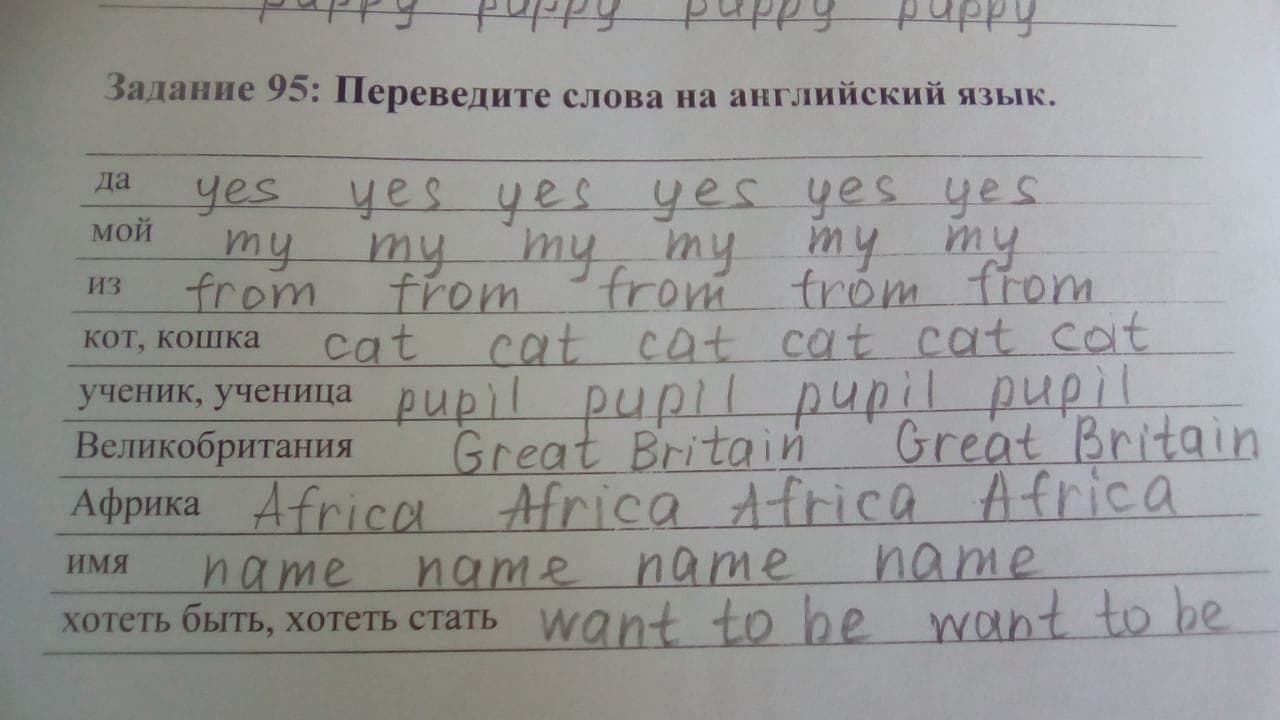 puppy puppy puppy puppy
Задание 95: Переведите слова на английский язык.
да yes yes yes yes yes yes
мой my my my my my my
из from from from from from
кот, кошка cat cat cat cat cat cat
ученик, ученица pupil pupil pupil pupil
Великобритания Great Britain Great Britain
Африка Africa Africa Africa Africa
имя name name name name
хотеть быть, хотеть стать want to be want to be